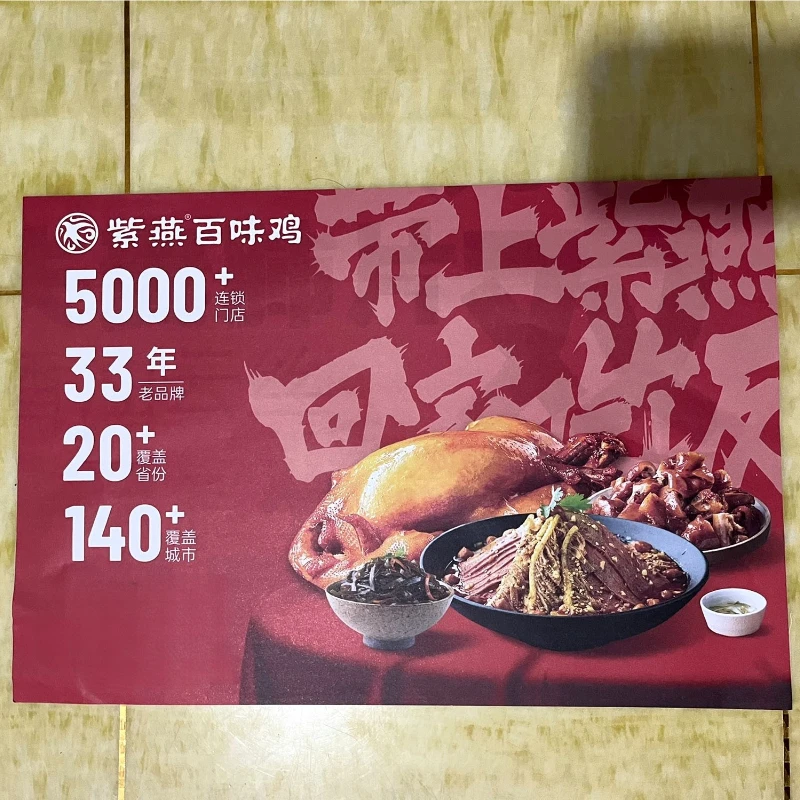 紫燕®百味鸡
5000+
连锁
门店
33年
老品牌
20+
覆盖
省份
140+
覆盖
城市
带上紫燕
回家吃饭